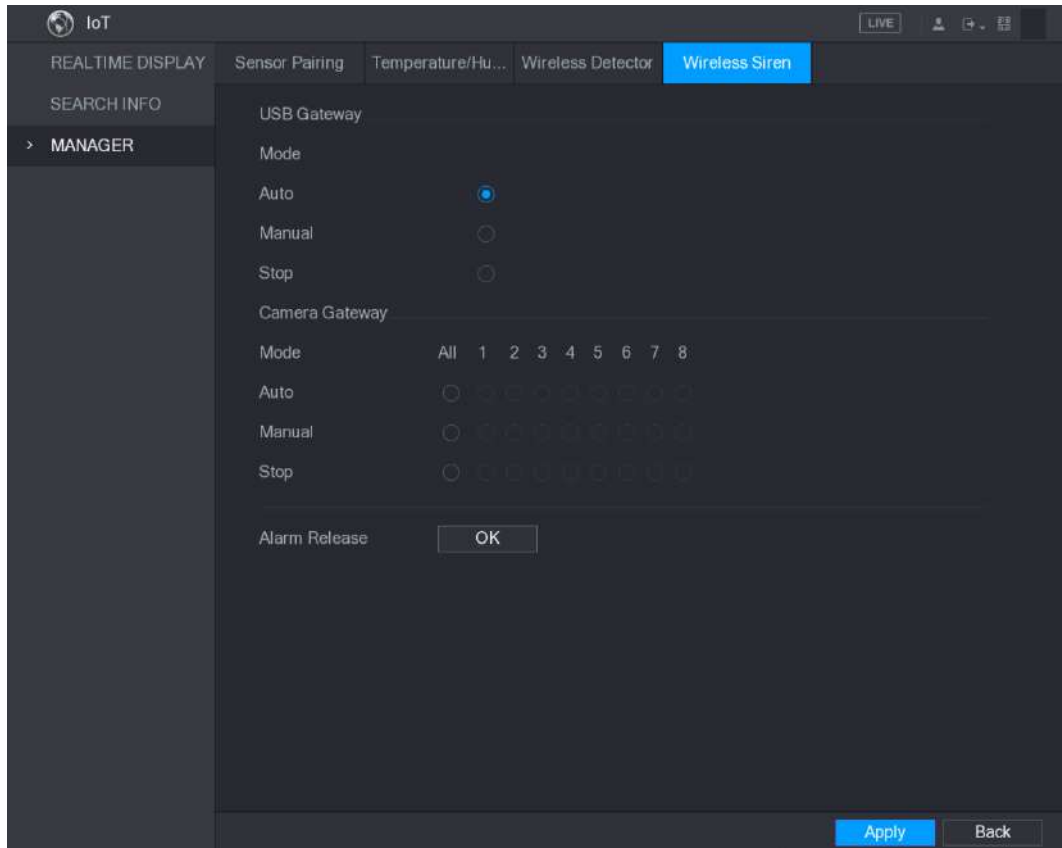 IoT
LIVE
REALTIME DISPLAY
SEARCH INFO
> MANAGER
Sensor Pairing Temperature/Hu... Wireless Detector Wireless Siren
USB Gateway
Mode
Auto
Manual
Stop
Camera Gateway
Mode All 1 2 3 4 5 6 7 8
Auto
Manual
Stop
Alarm Release OK
Apply Back